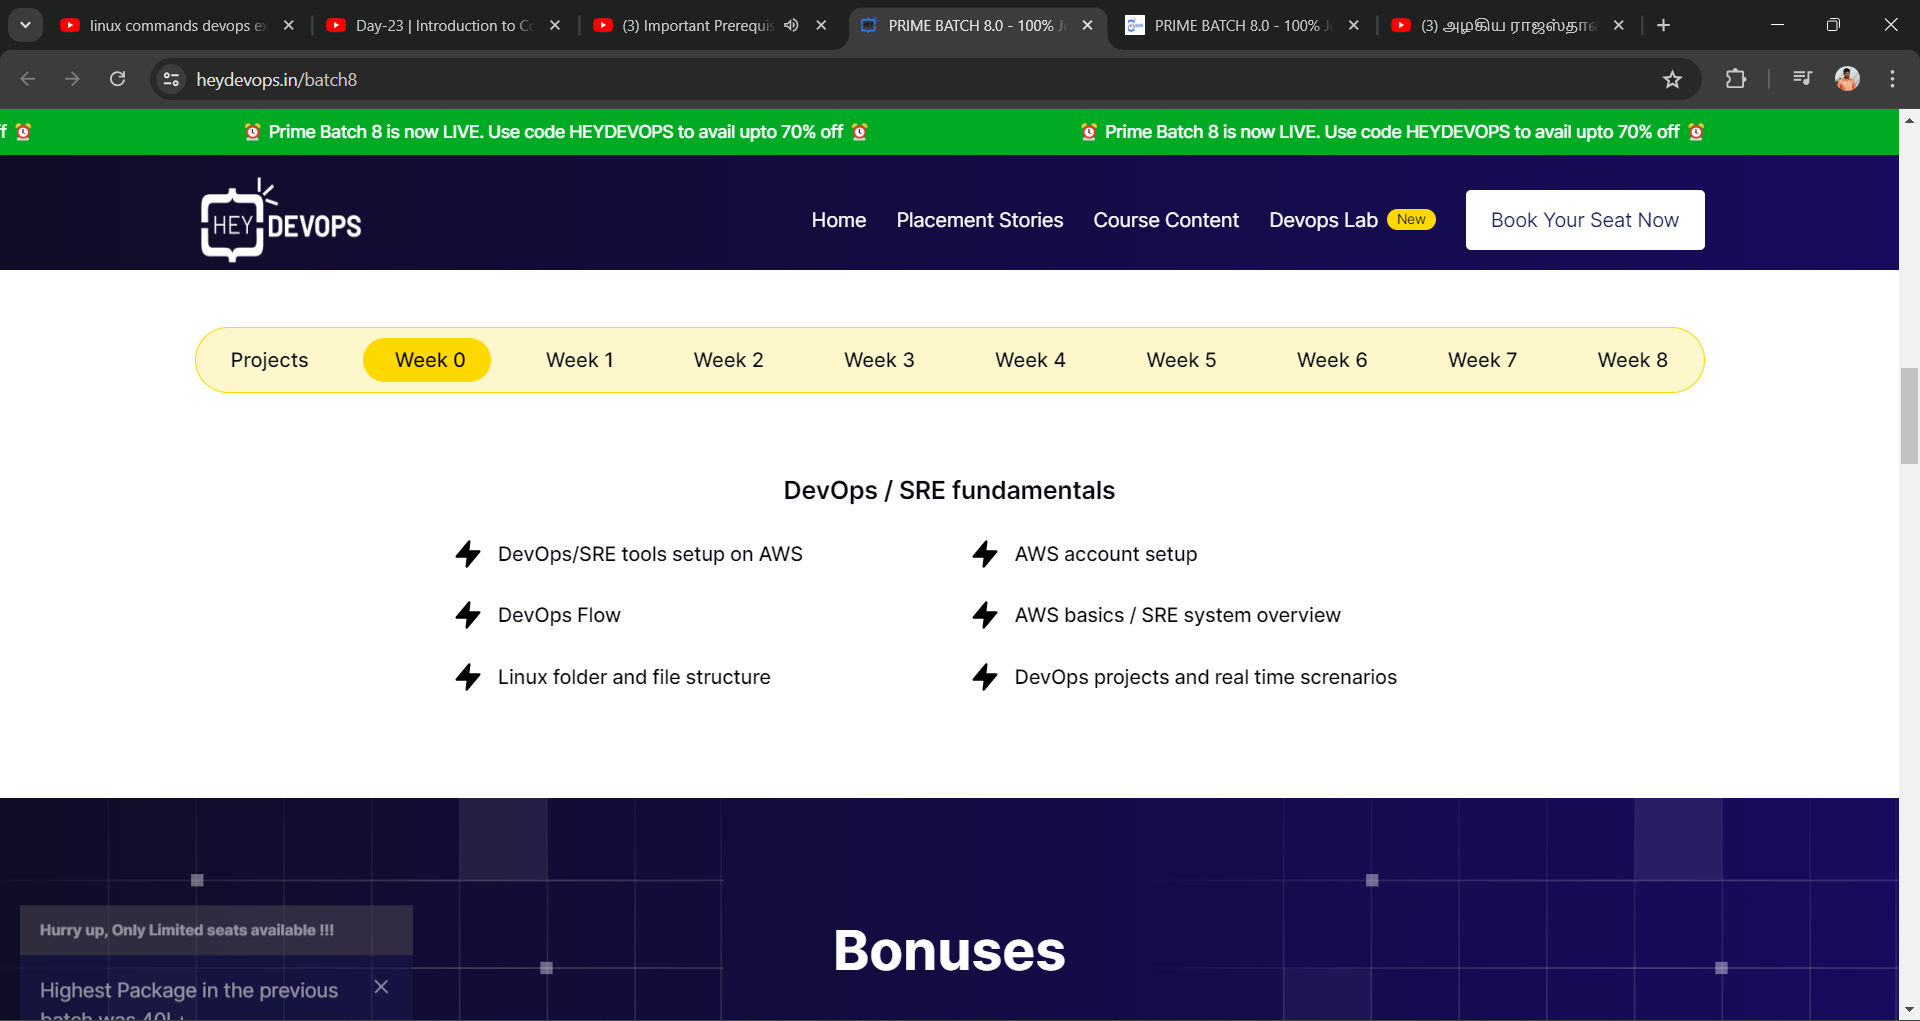 linux commands devops ex
Day-23 | Introduction to Co
(3) Important Prerequis
PRIME BATCH 8.0 - 100% J
PRIME BATCH 8.0 - 100% J
(3) அழகிய ராஜஸ்தான்
heydevops.in/batch8
ff ⏰ ⏰ Prime Batch 8 is now LIVE. Use code HEYDEVOPS to avail upto 70% off ⏰ ⏰ Prime Batch 8 is now LIVE. Use code HEYDEVOPS to avail upto 70% off ⏰
HEY DEVOPS
Home Placement Stories Course Content Devops Lab New Book Your Seat Now
Projects Week 0 Week 1 Week 2 Week 3 Week 4 Week 5 Week 6 Week 7 Week 8
DevOps / SRE fundamentals
DevOps/SRE tools setup on AWS
AWS account setup
DevOps Flow
AWS basics / SRE system overview
Linux folder and file structure
DevOps projects and real time screnarios
Hurry up, Only Limited seats available !!!
Bonuses
Highest Package in the previous
batch was 40L+